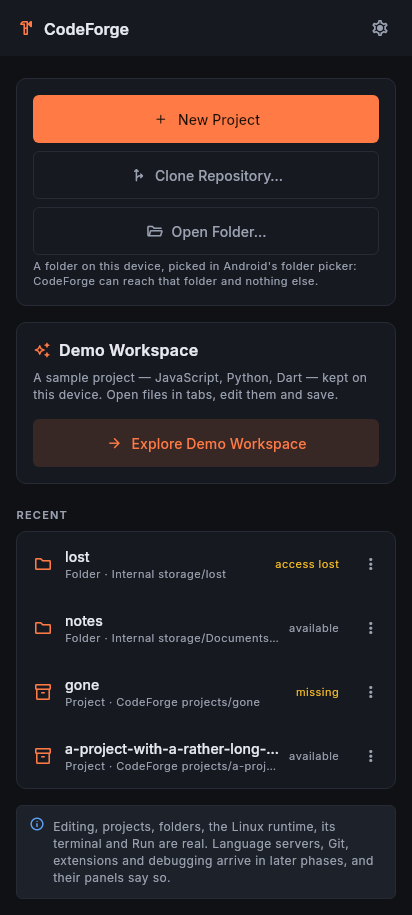 CodeForge
New Project
Clone Repository...
Open Folder...
A folder on this device, picked in Android's folder picker:
CodeForge can reach that folder and nothing else.
Demo Workspace
A sample project — JavaScript, Python, Dart — kept on
this device. Open files in tabs, edit them and save.
Explore Demo Workspace
RECENT
lost
Folder · Internal storage/lost
access lost
notes
Folder · Internal storage/Documents...
available
gone
Project · CodeForge projects/gone
missing
a-project-with-a-rather-long-...
Project · CodeForge projects/a-proj...
available
Editing, projects, folders, the Linux runtime, its
terminal and Run are real. Language servers, Git,
extensions and debugging arrive in later phases, and
their panels say so.